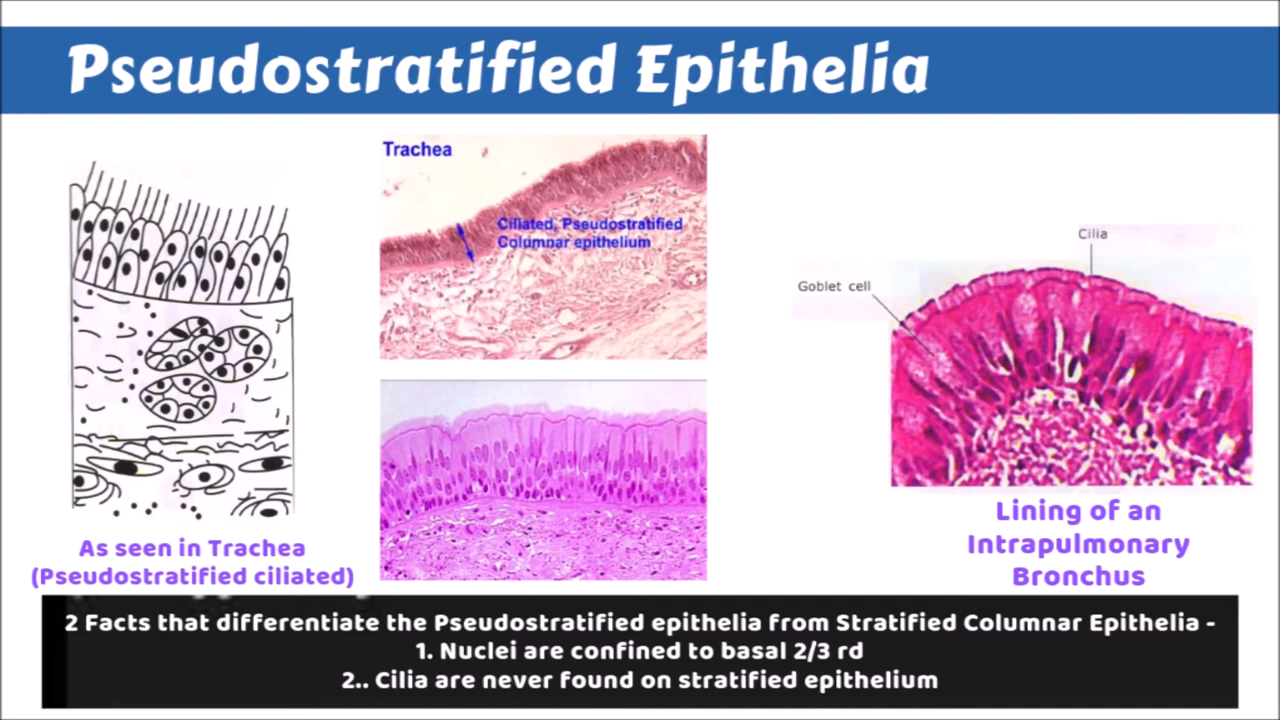 Pseudostratified Epithelia
Trachea
Ciliated, Pseudostratified
Columnar epithelium
Cilia
Goblet cell
As seen in Trachea
(Pseudostratified ciliated)
Lining of an
Intrapulmonary
Bronchus
2 Facts that differentiate the Pseudostratified epithelia from Stratified Columnar Epithelia -
1. Nuclei are confined to basal 2/3 rd
2.. Cilia are never found on stratified epithelium